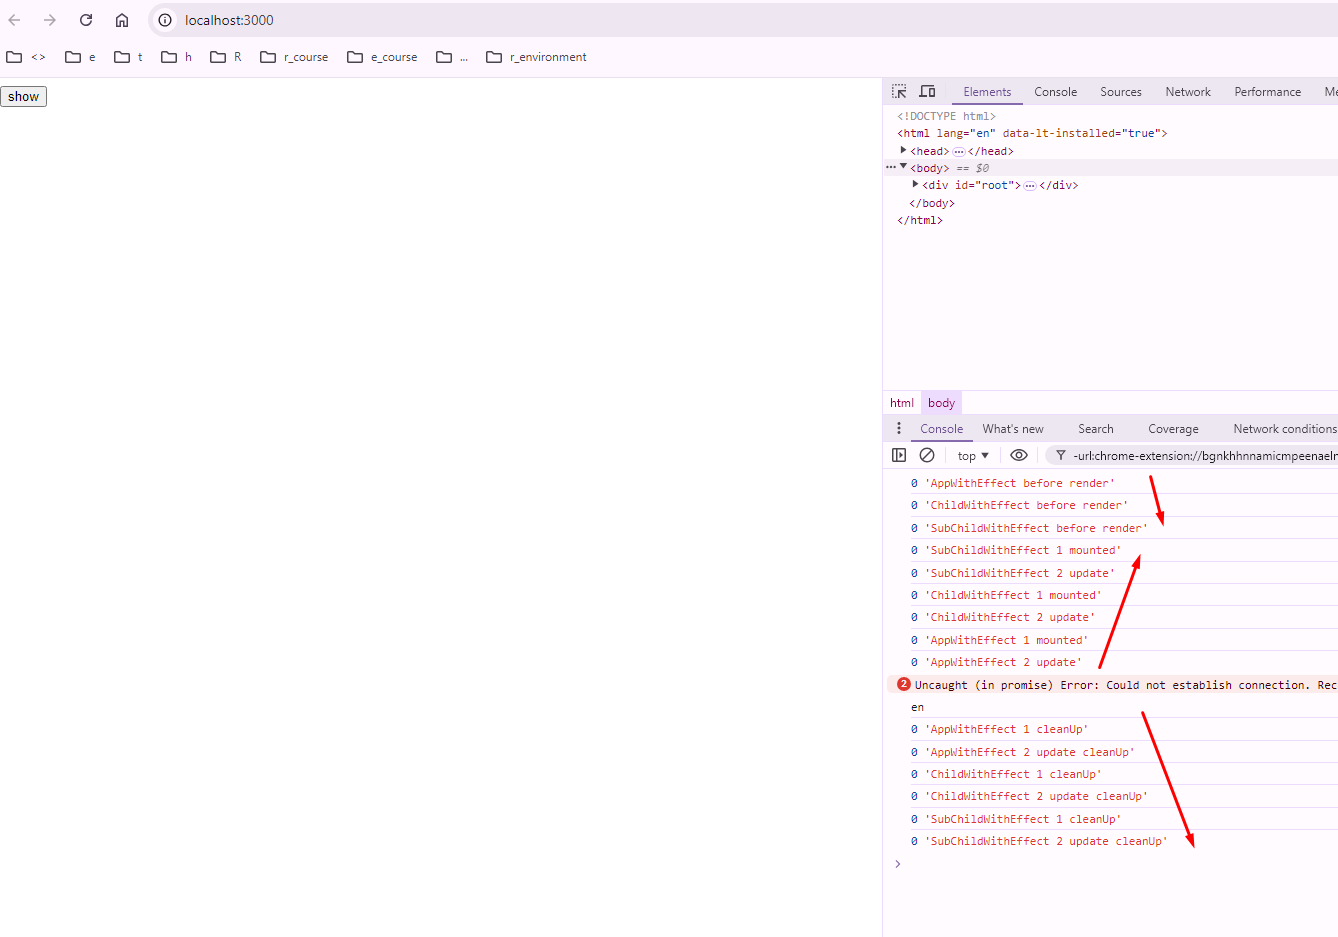 localhost:3000
<> e t h R r_course e_course ... r_environment
show
Elements Console Sources Network Performance Me
<!DOCTYPE html>
<html lang="en" data-lt-installed="true">
<head> ... </head>
... <body> == $0
<div id="root"> ... </div>
</body>
</html>
html body
Console What's new Search Coverage Network conditions
top -url:chrome-extension://bgnkhhnnamicmpeenaeln
0 'AppWithEffect before render'
0 'ChildWithEffect before render'
0 'SubChildWithEffect before render'
0 'SubChildWithEffect 1 mounted'
0 'SubChildWithEffect 2 update'
0 'ChildWithEffect 1 mounted'
0 'ChildWithEffect 2 update'
0 'AppWithEffect 1 mounted'
0 'AppWithEffect 2 update'
2 Uncaught (in promise) Error: Could not establish connection. Rec
en
0 'AppWithEffect 1 cleanUp'
0 'AppWithEffect 2 update cleanUp'
0 'ChildWithEffect 1 cleanUp'
0 'ChildWithEffect 2 update cleanUp'
0 'SubChildWithEffect 1 cleanUp'
0 'SubChildWithEffect 2 update cleanUp'
>